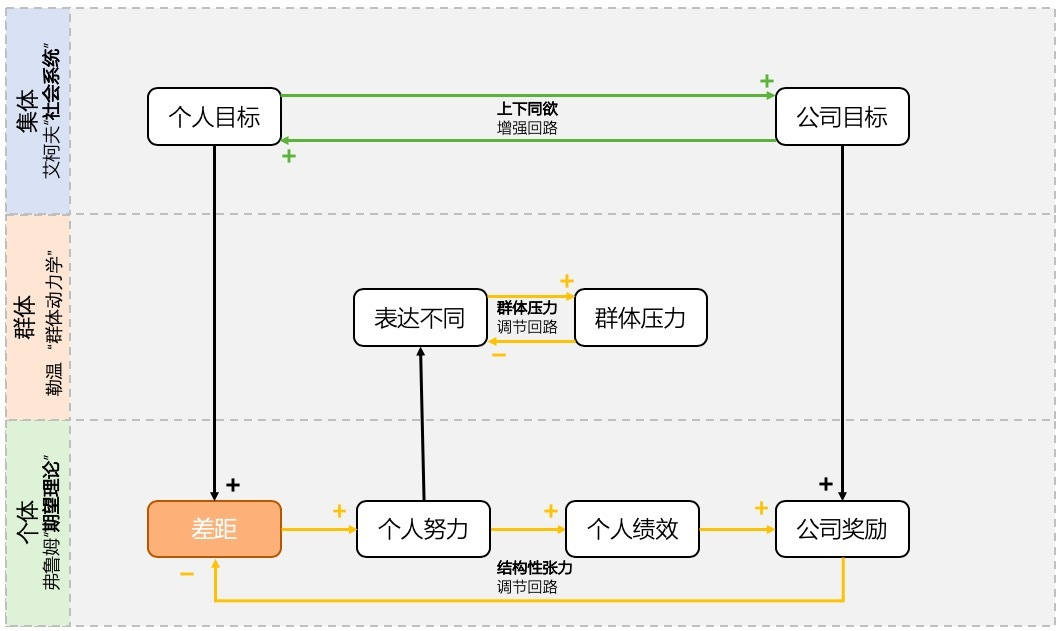 集体
艾柯夫“社会系统”
个人目标
+
上下同欲
增强回路
+
公司目标
群体
勒温 “群体动力学”
表达不同
+
群体压力
调节回路
−
群体压力
个体
弗鲁姆“期望理论”
+
+
差距
+
个人努力
+
个人绩效
+
公司奖励
−
结构性张力
调节回路